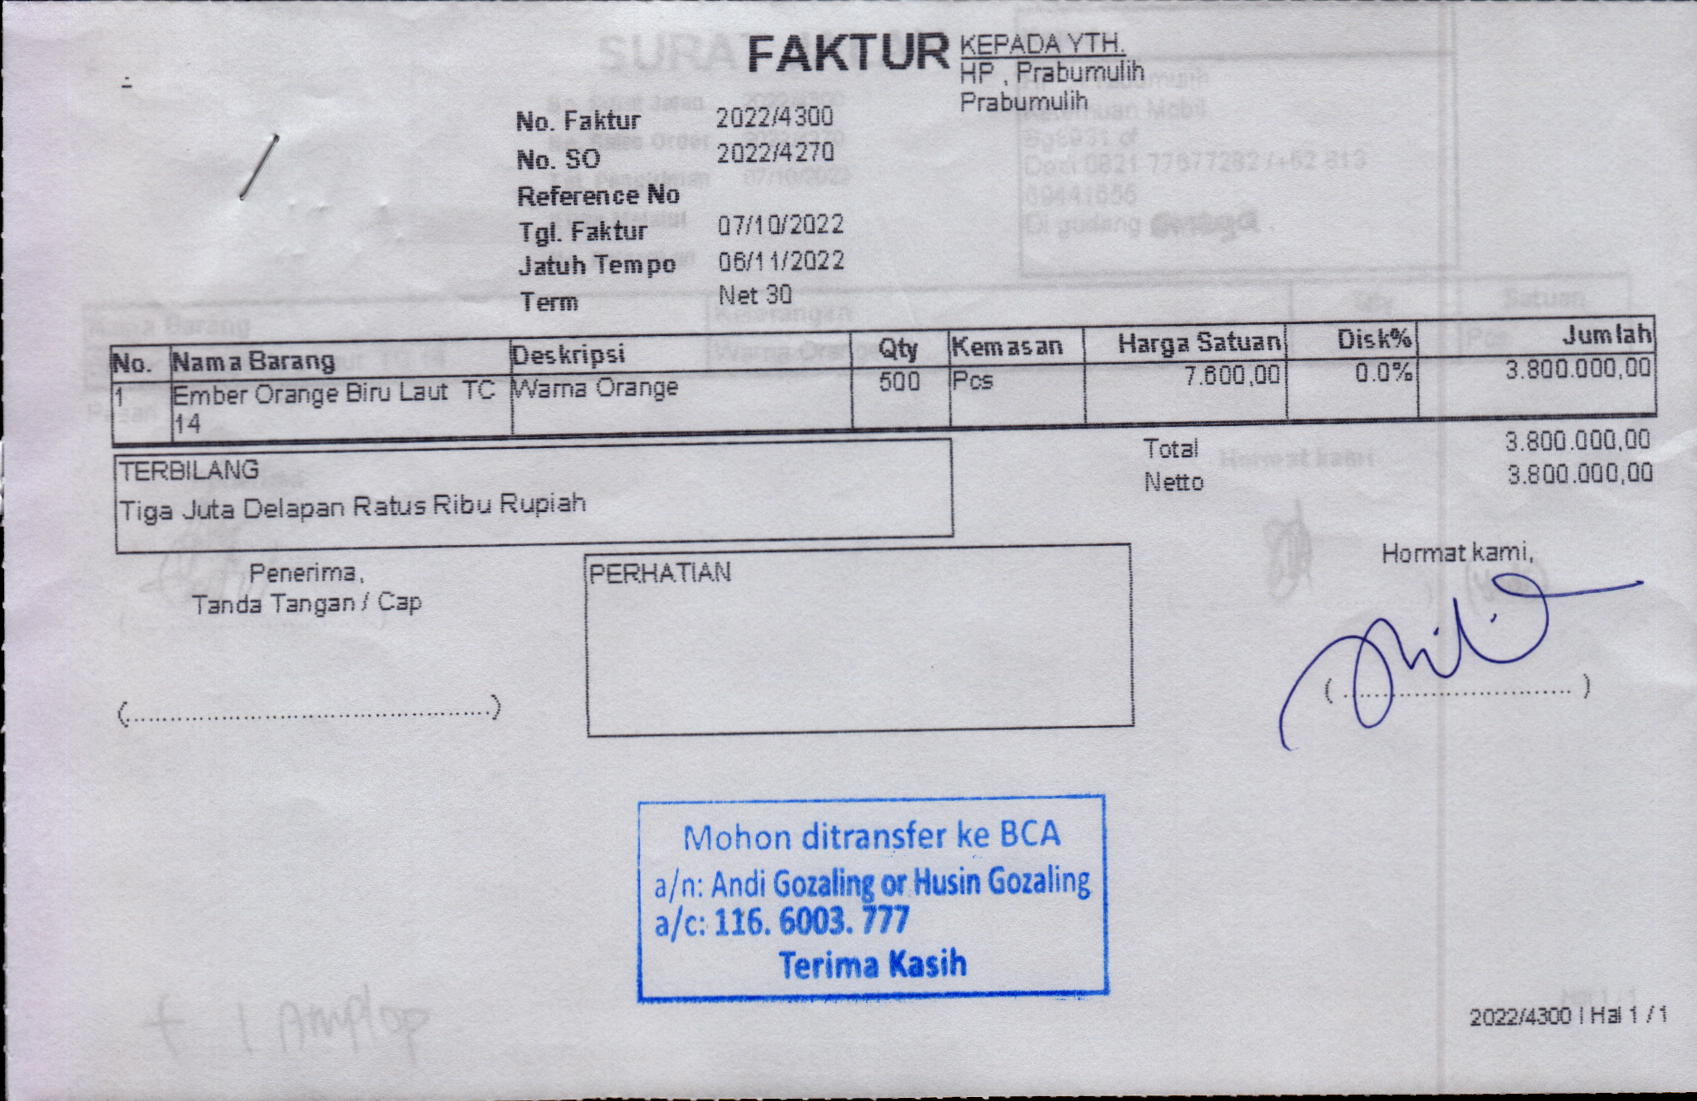 FAKTUR
KEPADA YTH.
HP , Prabumulih
Prabumulih
No. Faktur 2022/4300
No. SO 2022/4270
Reference No
Tgl. Faktur 07/10/2022
Jatuh Tempo 06/11/2022
Term Net 30
No. Nama Barang Deskripsi Qty Kemasan Harga Satuan Disk% Jumlah
1 Ember Orange Biru Laut TC Warna Orange 500 Pcs 7.600,00 0.0% 3.800.000,00
14
Total 3.800.000,00
Netto 3.800.000,00
TERBILANG
Tiga Juta Delapan Ratus Ribu Rupiah
Penerima,
Tanda Tangan / Cap
(................................................)
PERHATIAN
Hormat kami,
( ............................ )
Mohon ditransfer ke BCA
a/n: Andi Gozaling or Husin Gozaling
a/c: 116. 6003. 777
Terima Kasih
+ 1 Amplop
2022/4300 | Hal 1 / 1